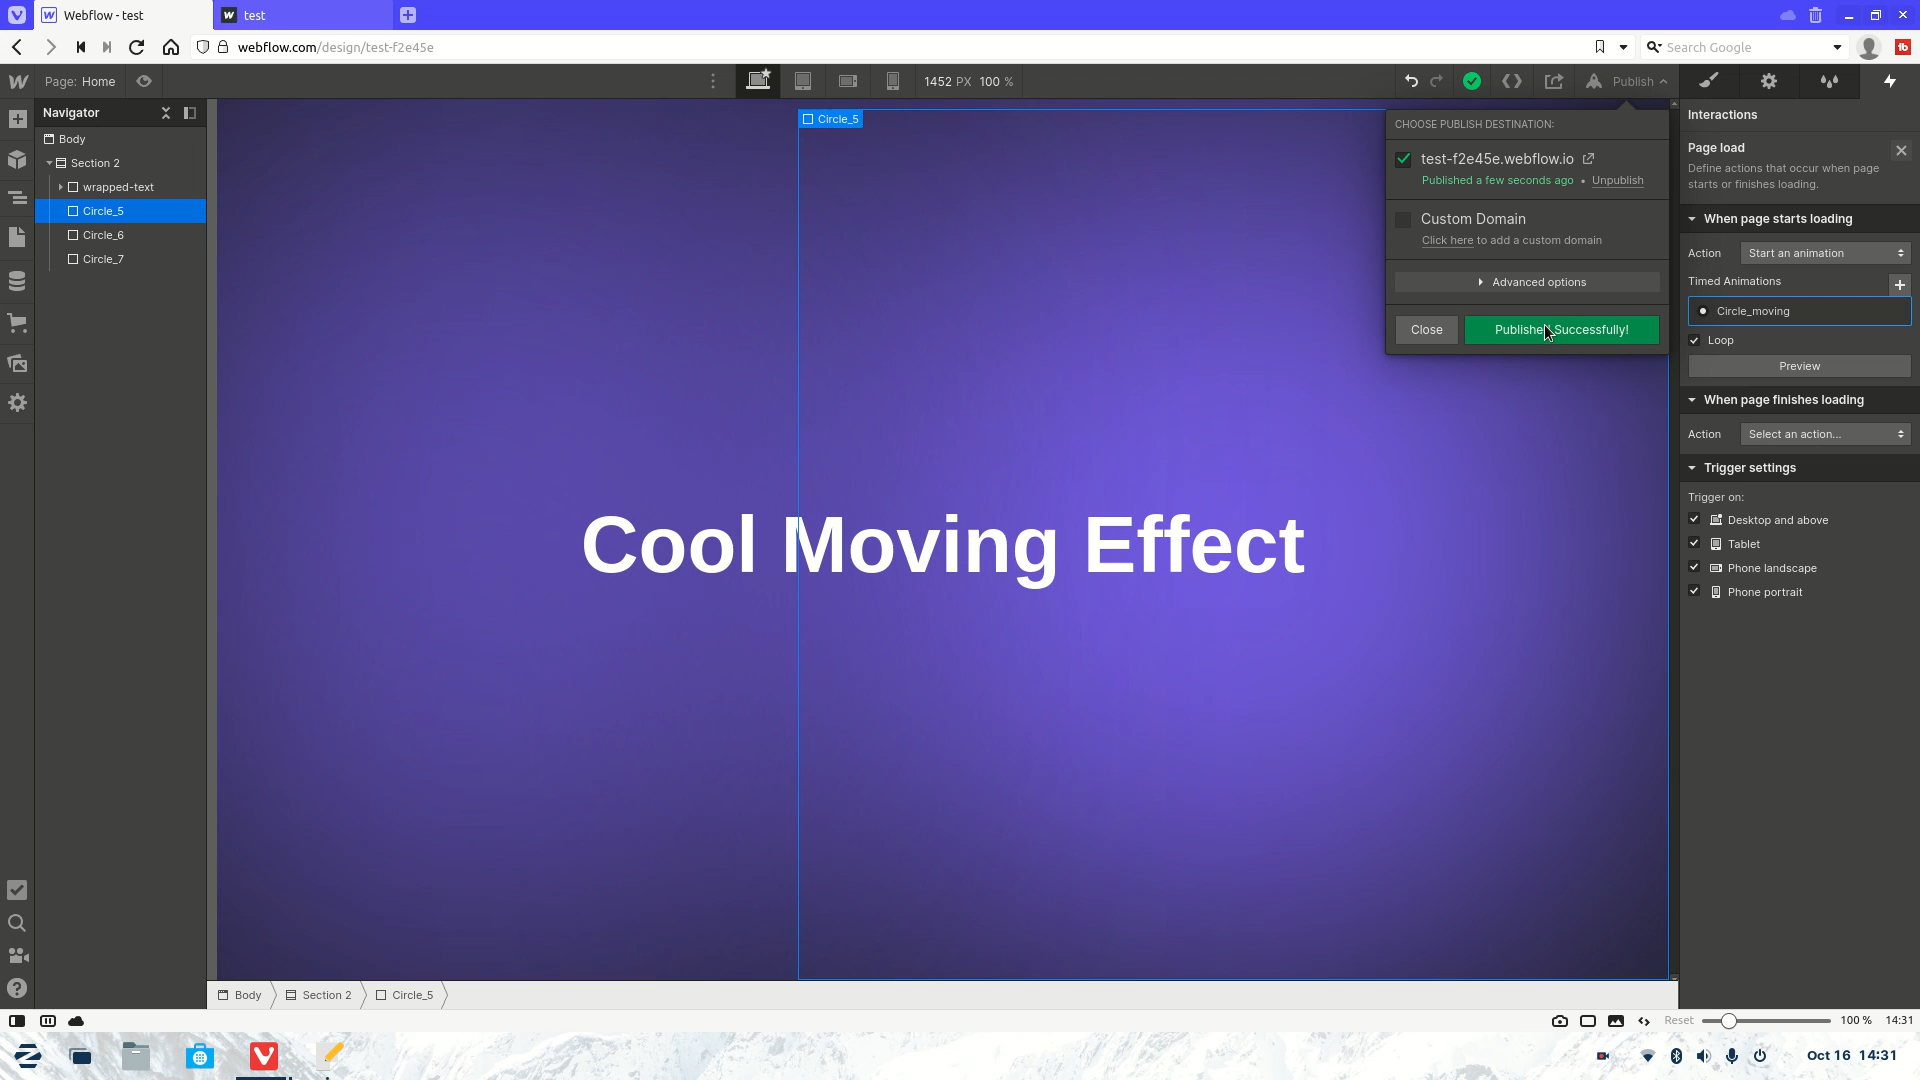 Webflow - test
test
webflow.com/design/test-f2e45e
Search Google
Page: Home
1452 PX 100 %
Publish
Navigator
Body
Section 2
wrapped-text
Circle_5
Circle_6
Circle_7
Circle_5
Cool Moving Effect
CHOOSE PUBLISH DESTINATION:
test-f2e45e.webflow.io
Published a few seconds ago • Unpublish
Custom Domain
Click here to add a custom domain
Advanced options
Close
Published Successfully!
Interactions
Page load
Define actions that occur when page
starts or finishes loading.
When page starts loading
Action Start an animation
Timed Animations
Circle_moving
Loop
Preview
When page finishes loading
Action Select an action...
Trigger settings
Trigger on:
Desktop and above
Tablet
Phone landscape
Phone portrait
Body Section 2 Circle_5
Reset 100 % 14:31
Oct 16 14:31